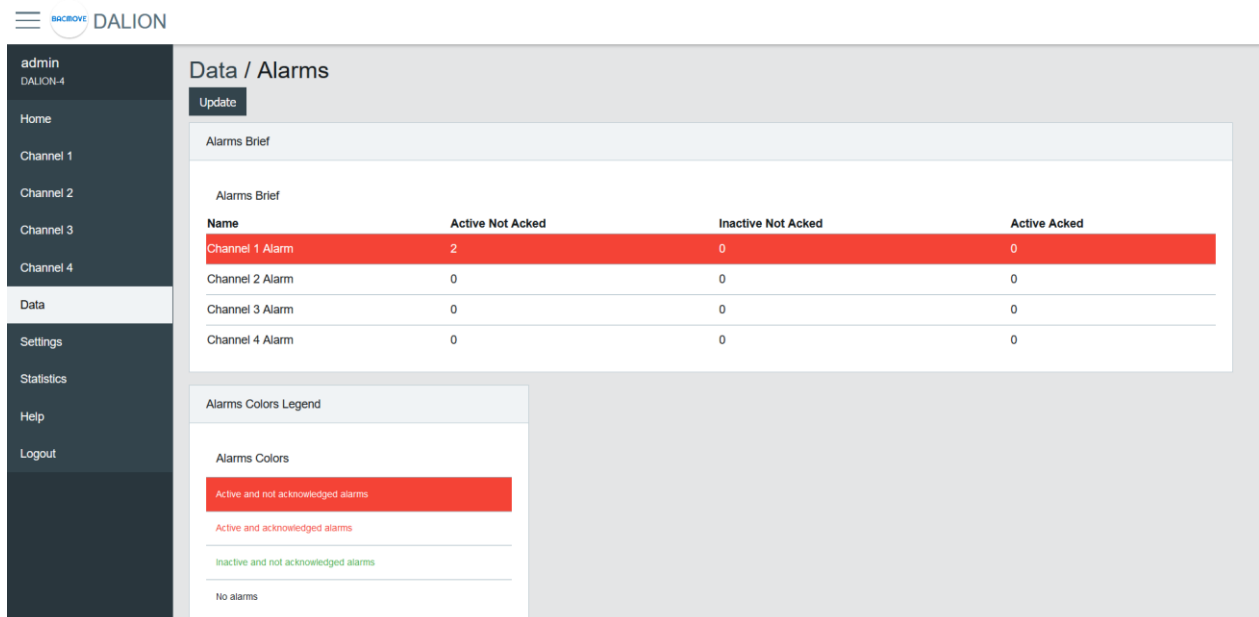 BACMOVE DALION
admin
DALION-4
Home
Channel 1
Channel 2
Channel 3
Channel 4
Data
Settings
Statistics
Help
Logout
Data / Alarms
Update
Alarms Brief
Alarms Brief
Name Active Not Acked Inactive Not Acked Active Acked
Channel 1 Alarm 2 0 0
Channel 2 Alarm 0 0 0
Channel 3 Alarm 0 0 0
Channel 4 Alarm 0 0 0
Alarms Colors Legend
Alarms Colors
Active and not acknowledged alarms
Active and acknowledged alarms
Inactive and not acknowledged alarms
No alarms